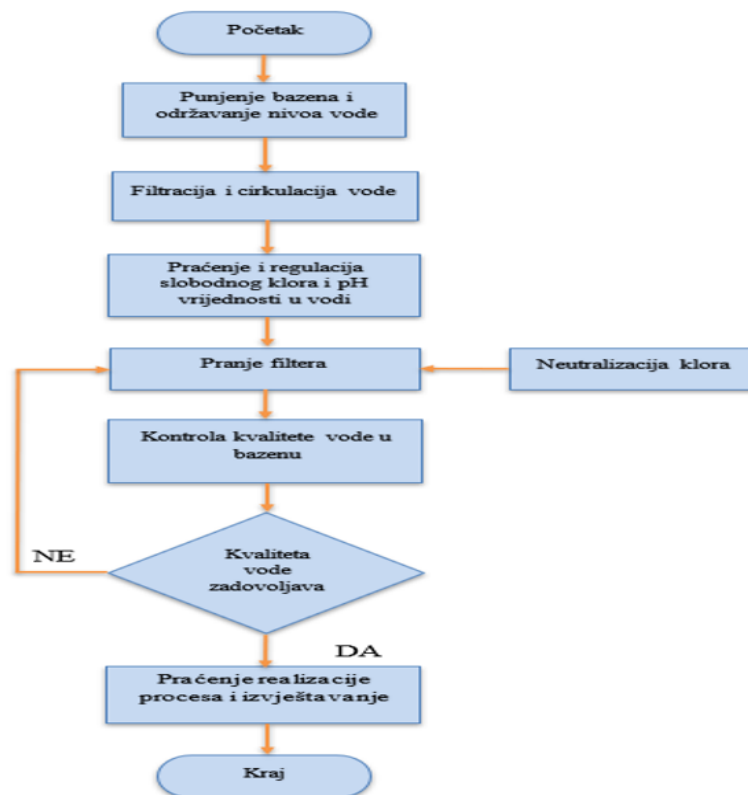 Početak
Punjenje bazena i
održavanje nivoa vode
Filtracija i cirkulacija vode
Praćenje i regulacija
slobodnog klora i pH
vrijednosti u vodi
Pranje filtera
Neutralizacija klora
Kontrola kvalitete vode u
bazenu
Kvaliteta
vode
zadovoljava
NE
DA
Praćenje realizacije
procesa i izvještavanje
Kraj